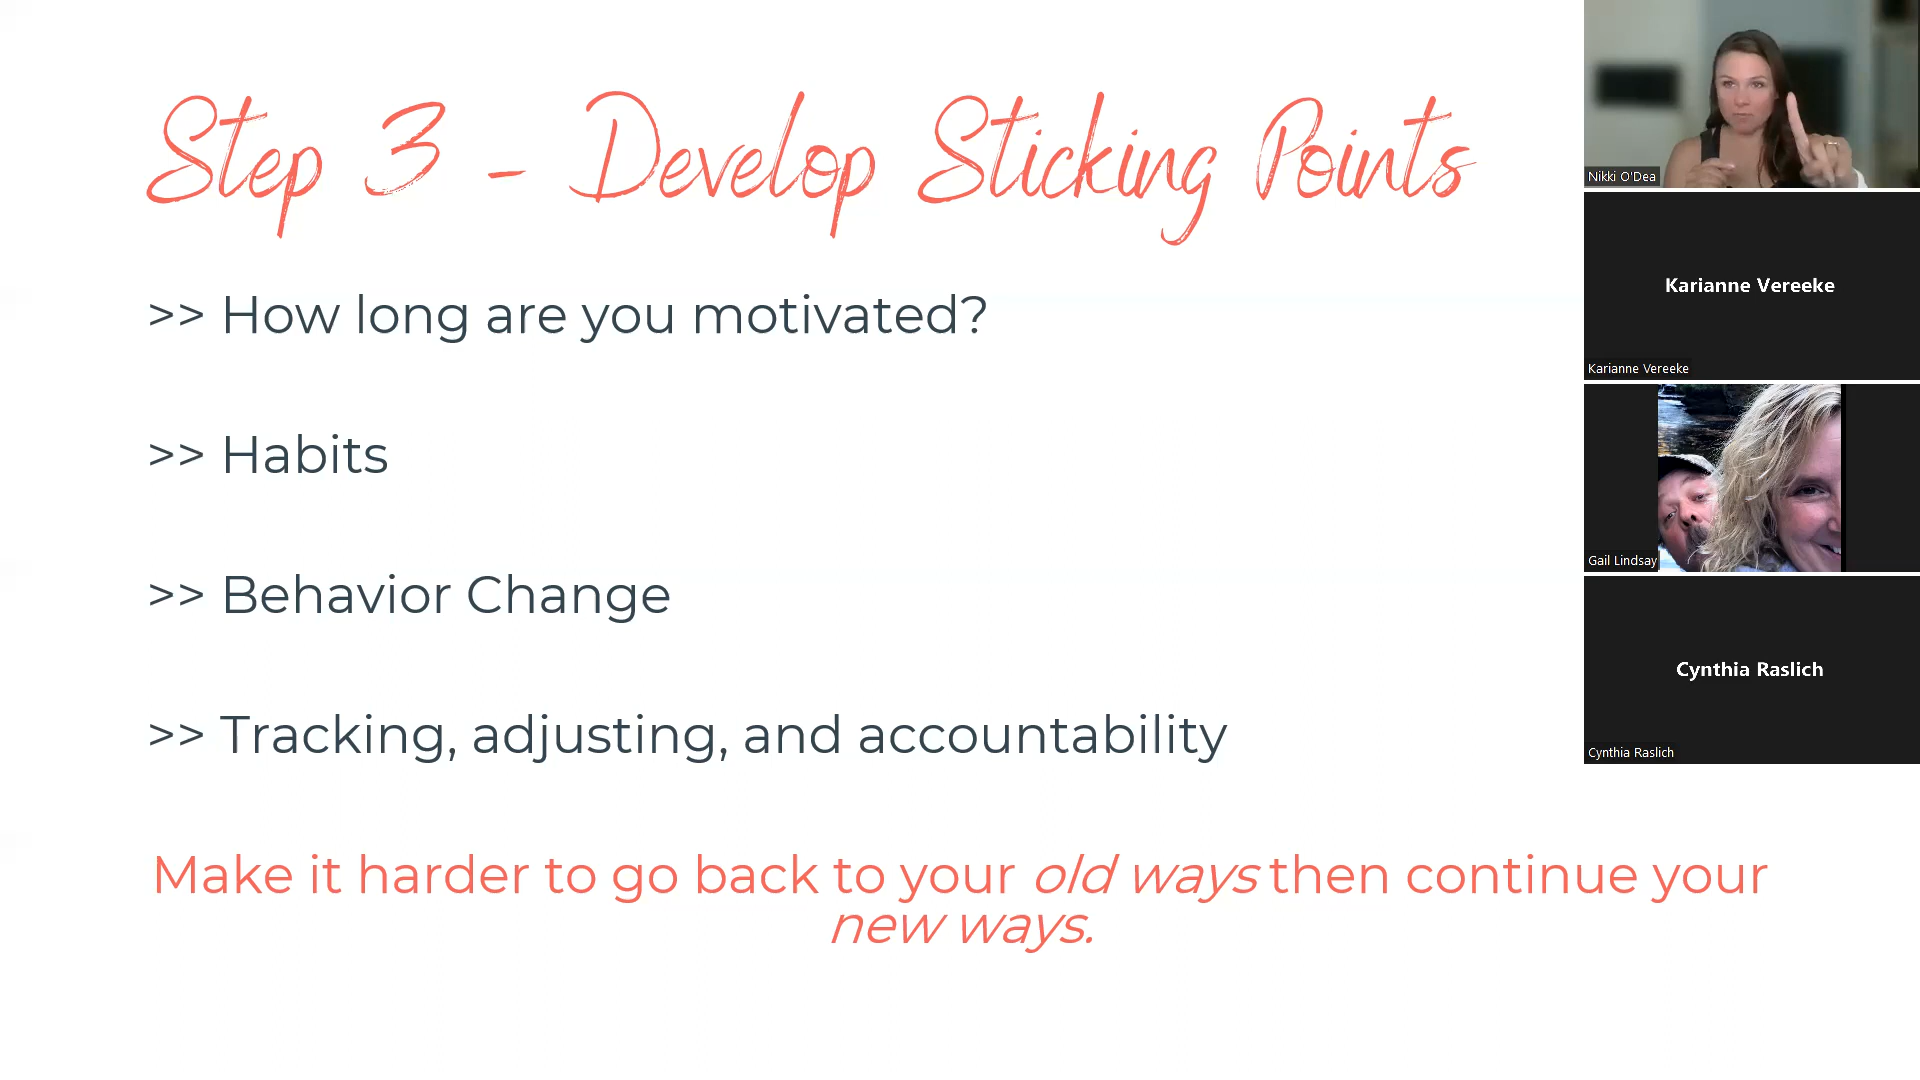 Step 3 - Develop Sticking Points
>> How long are you motivated?
>> Habits
>> Behavior Change
>> Tracking, adjusting, and accountability
Make it harder to go back to your old ways then continue your
new ways.
Nikki O'Dea
Karianne Vereeke
Karianne Vereeke
Gail Lindsay
Cynthia Raslich
Cynthia Raslich